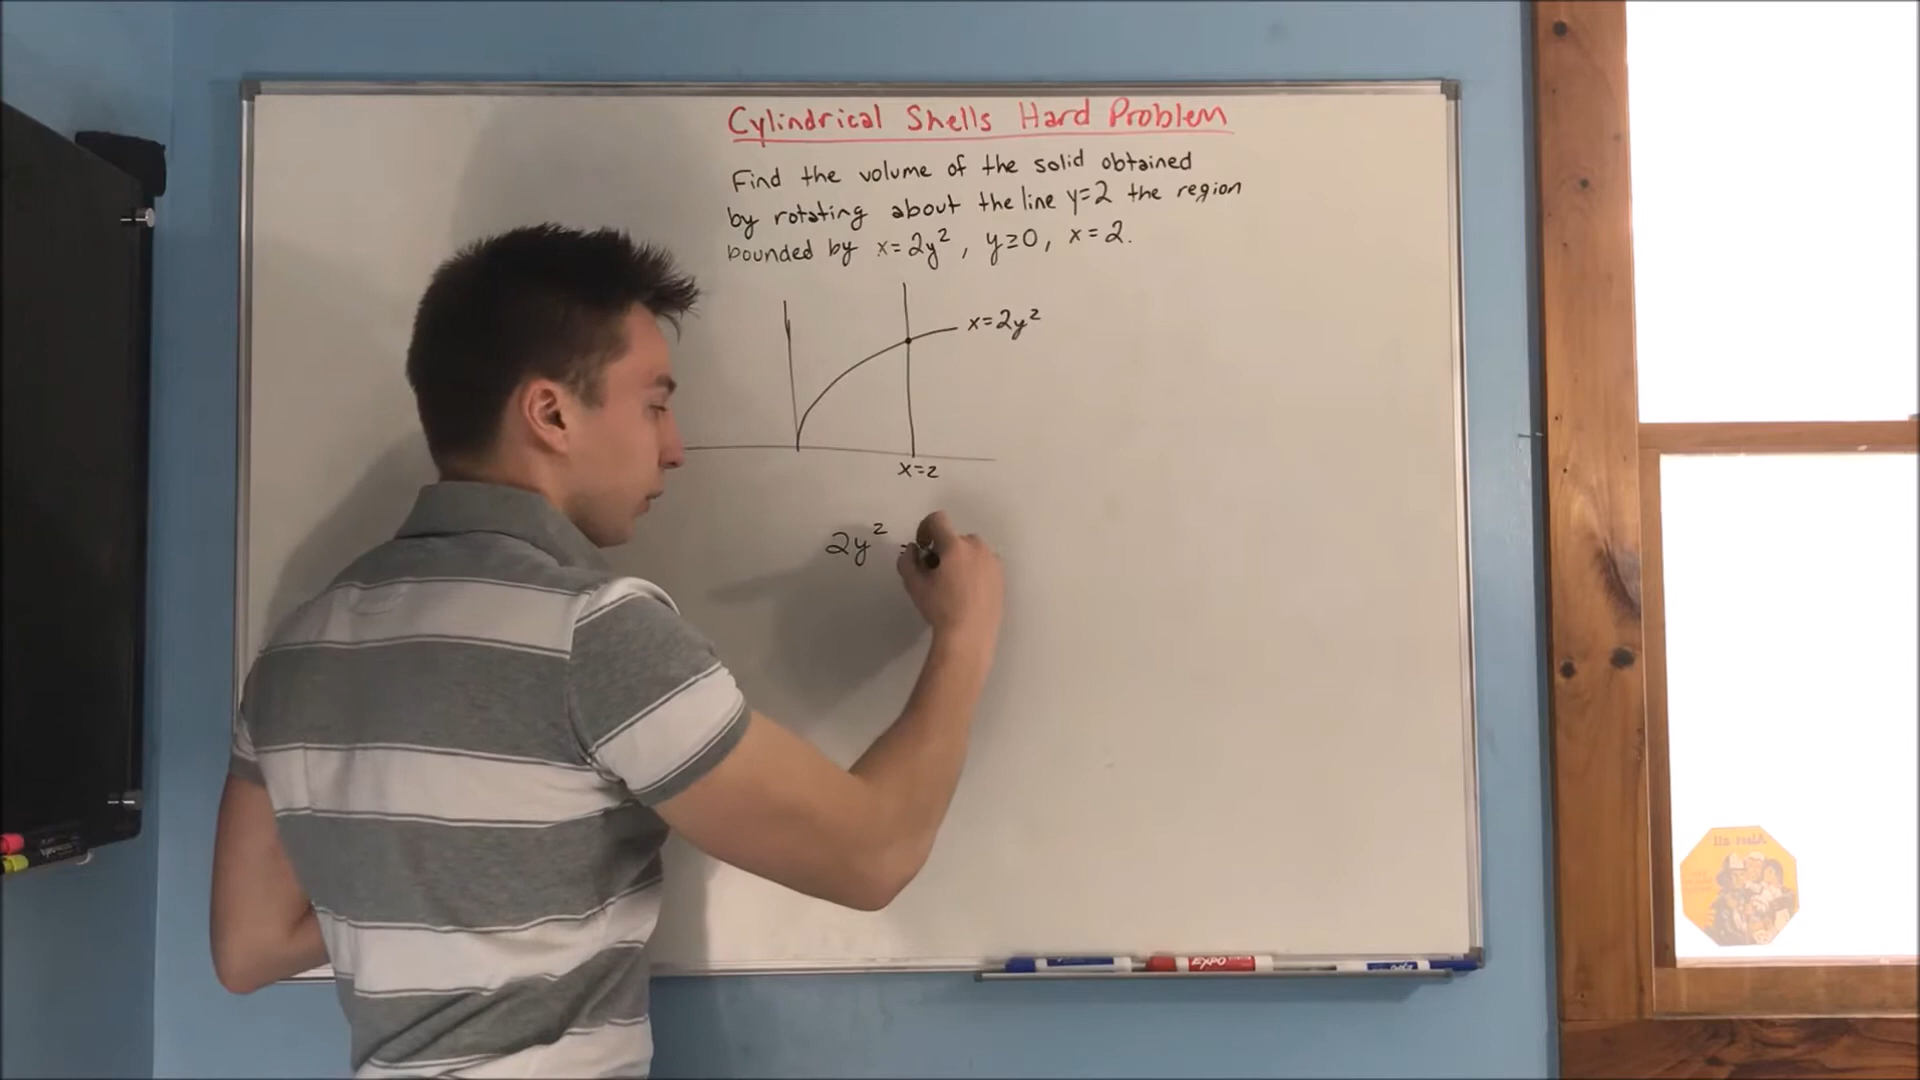 Cylindrical Shells Hard Problem
Find the volume of the solid obtained
by rotating about the line y=2 the region
bounded by x=2y², y≥0, x=2.
x=2y²
x=2
2y² =
EXPO